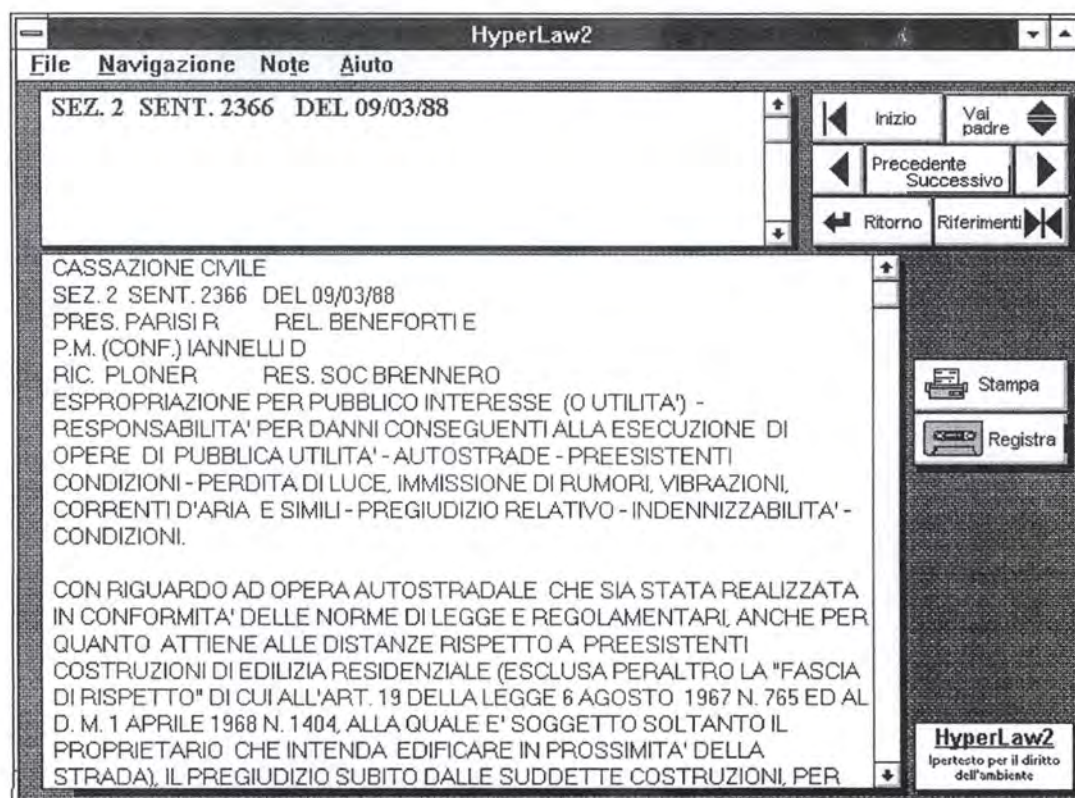 HyperLaw2
File Navigazione Note Aiuto
SEZ. 2 SENT. 2366 DEL 09/03/88
Inizio
Vai padre
Precedente
Successivo
Ritorno
Riferimenti
CASSAZIONE CIVILE
SEZ. 2 SENT. 2366 DEL 09/03/88
PRES. PARISI R REL. BENEFORTI E
P.M. (CONF.) IANNELLI D
RIC. PLONER RES. SOC BRENNERO
ESPROPRIAZIONE PER PUBBLICO INTERESSE (O UTILITA') -
RESPONSABILITA' PER DANNI CONSEGUENTI ALLA ESECUZIONE DI
OPERE DI PUBBLICA UTILITA' - AUTOSTRADE - PREESISTENTI
CONDIZIONI - PERDITA DI LUCE, IMMISSIONE DI RUMORI, VIBRAZIONI,
CORRENTI D'ARIA E SIMILI - PREGIUDIZIO RELATIVO - INDENNIZZABILITA' -
CONDIZIONI.
CON RIGUARDO AD OPERA AUTOSTRADALE CHE SIA STATA REALIZZATA
IN CONFORMITA' DELLE NORME DI LEGGE E REGOLAMENTARI, ANCHE PER
QUANTO ATTIENE ALLE DISTANZE RISPETTO A PREESISTENTI
COSTRUZIONI DI EDILIZIA RESIDENZIALE (ESCLUSA PERALTRO LA "FASCIA
DI RISPETTO" DI CUI ALL'ART. 19 DELLA LEGGE 6 AGOSTO 1967 N. 765 ED AL
D. M. 1 APRILE 1968 N. 1404, ALLA QUALE E' SOGGETTO SOLTANTO IL
PROPRIETARIO CHE INTENDA EDIFICARE IN PROSSIMITA' DELLA
STRADA), IL PREGIUDIZIO SUBITO DALLE SUDDETTE COSTRUZIONI, PER
Stampa
Registra
HyperLaw2
Ipertesto per il diritto
dell'ambiente